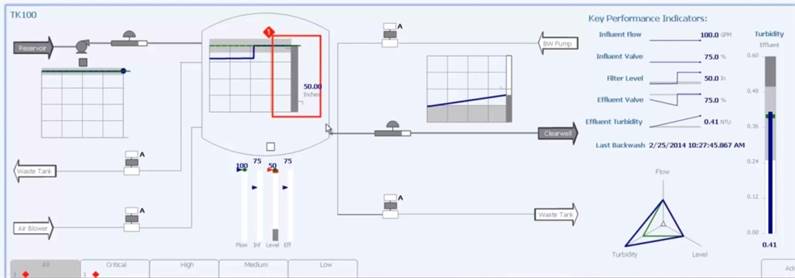 TK100
Key Performance Indicators:
Turbidity
Effluent
Reservoir
1
A
BW Pump
Influent Flow 100.0 GPM
Influent Valve 75.0 %
Filter Level 50.0 In
Effluent Valve 75.0 %
Effluent Turbidity 0.41 NTU
Last Backwash 2/25/2014 10:27:45.867 AM
0.60
0.48
0.36
0.24
0.12
0.00
0.41
50.00
Inches
Clearwell
A
Waste Tank
100 75 50 75
Flow Inf Level Eff
A
Air Blower
A
Waste Tank
Flow
Turbidity Level
All Critical High Medium Low
1